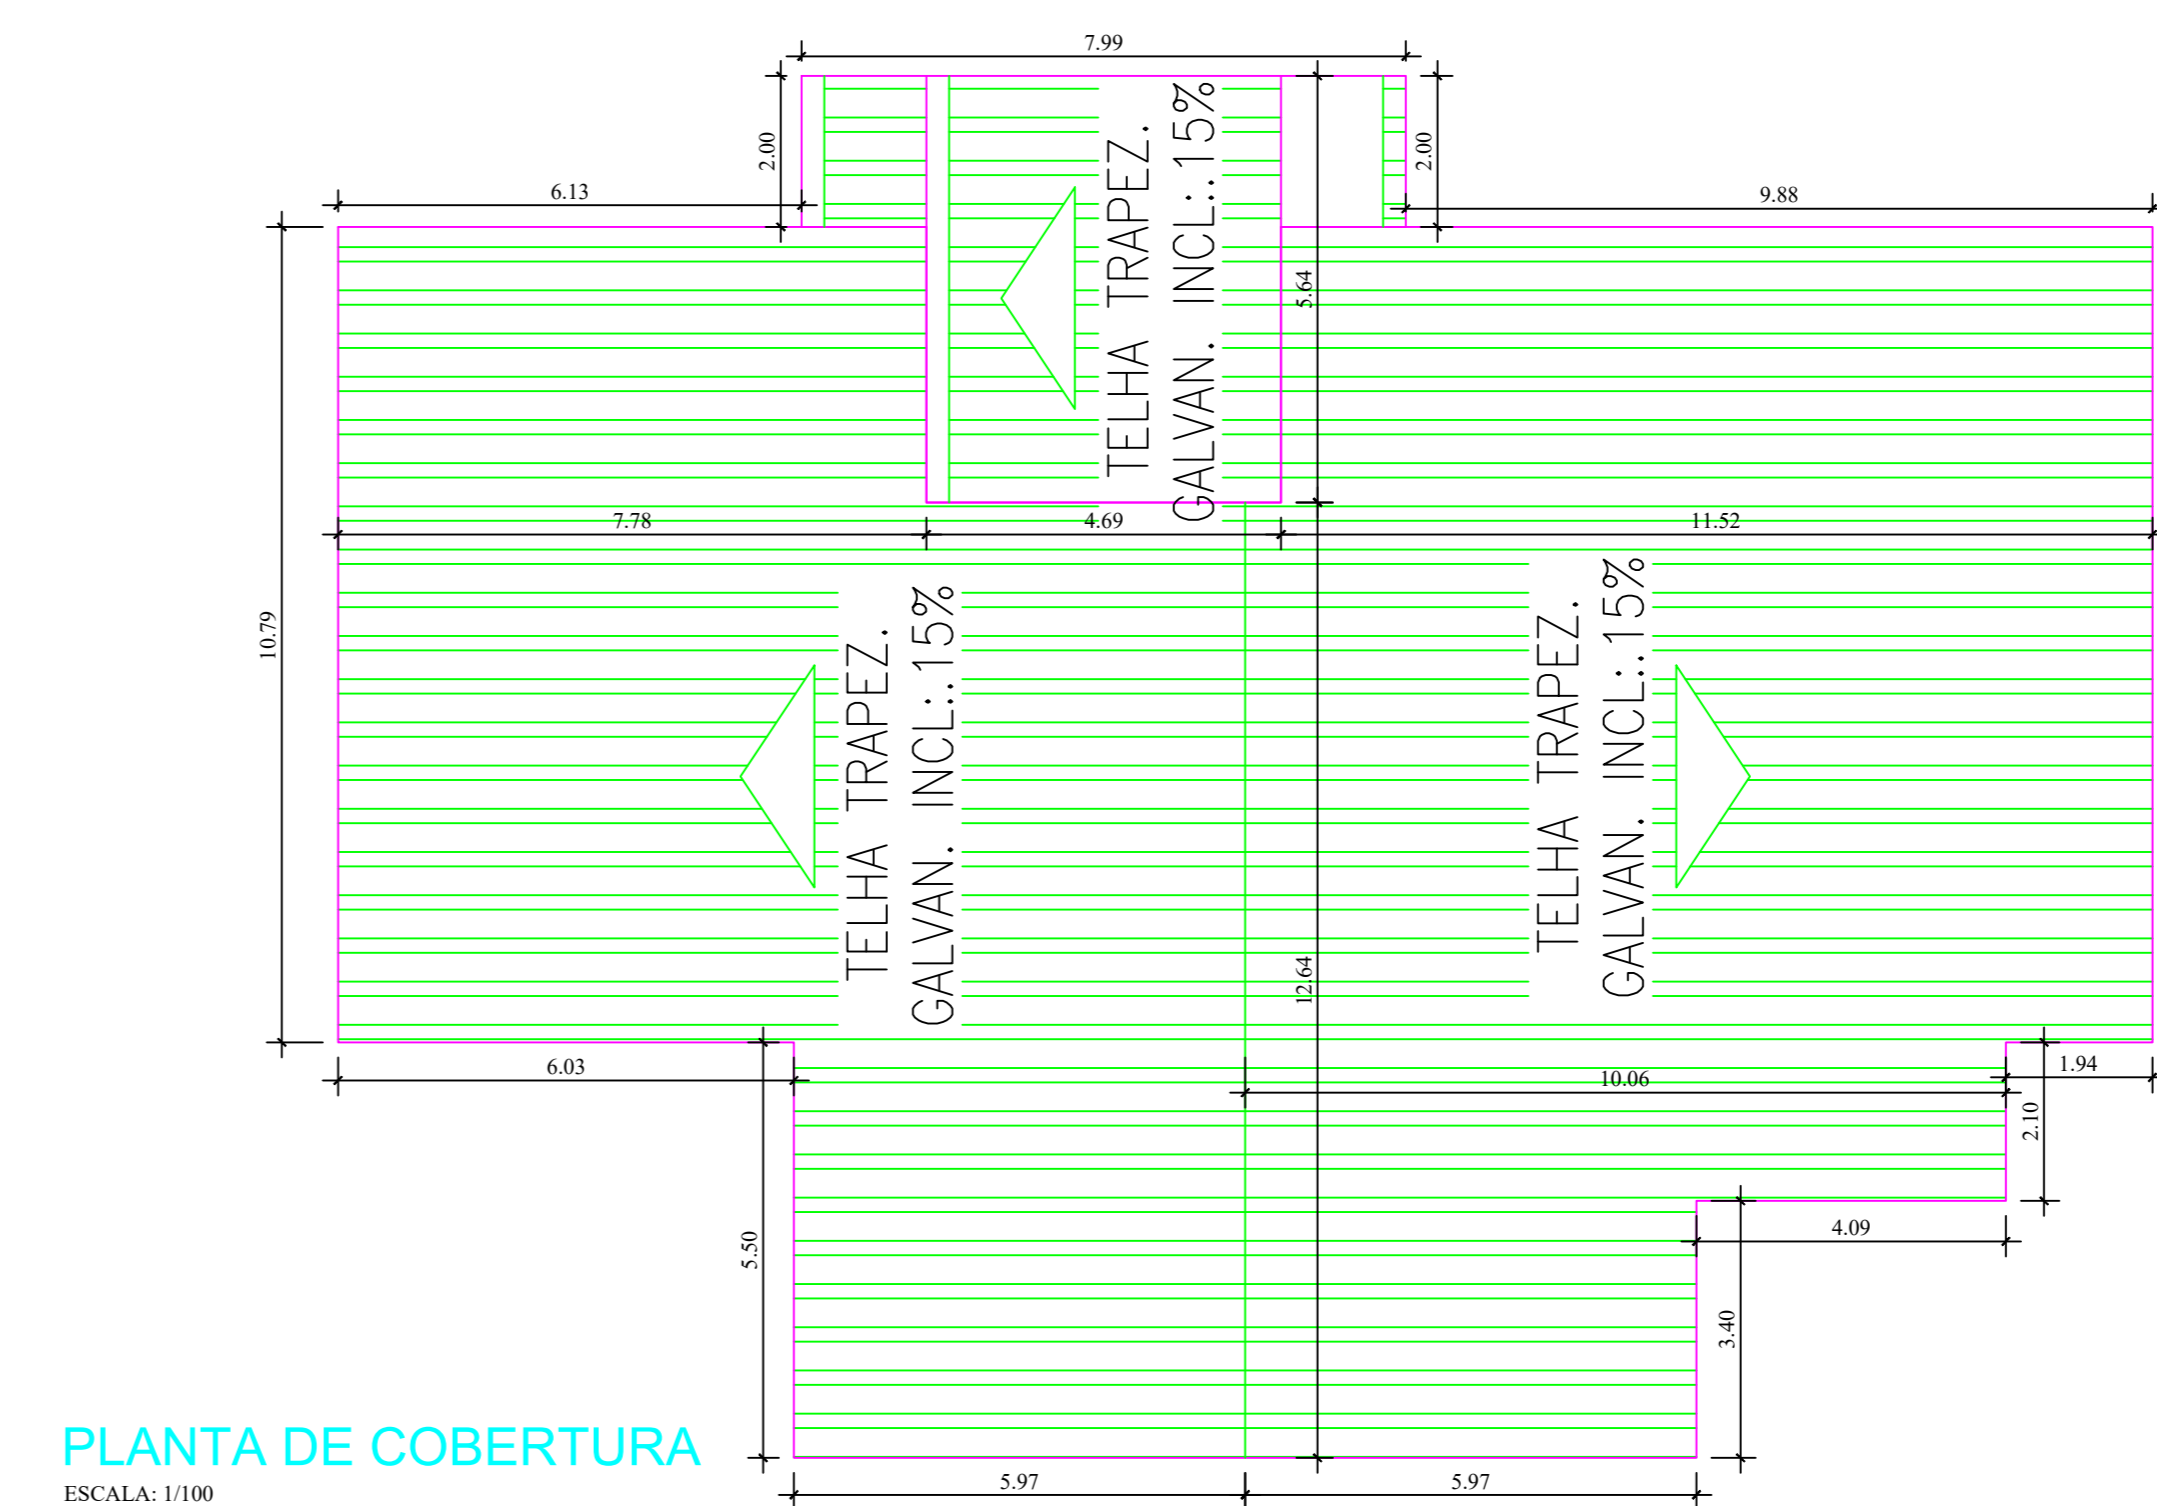 7.99
2.00
2.00
6.13
9.88
TELHA TRAPEZ.
GALVAN. INCL.:15%
5.64
7.78
4.69
11.52
10.79
TELHA TRAPEZ.
GALVAN. INCL.:15%
TELHA TRAPEZ.
GALVAN. INCL.:15%
12.64
6.03
10.06
1.94
2.10
5.50
4.09
3.40
PLANTA DE COBERTURA
5.97
5.97
ESCALA: 1/100